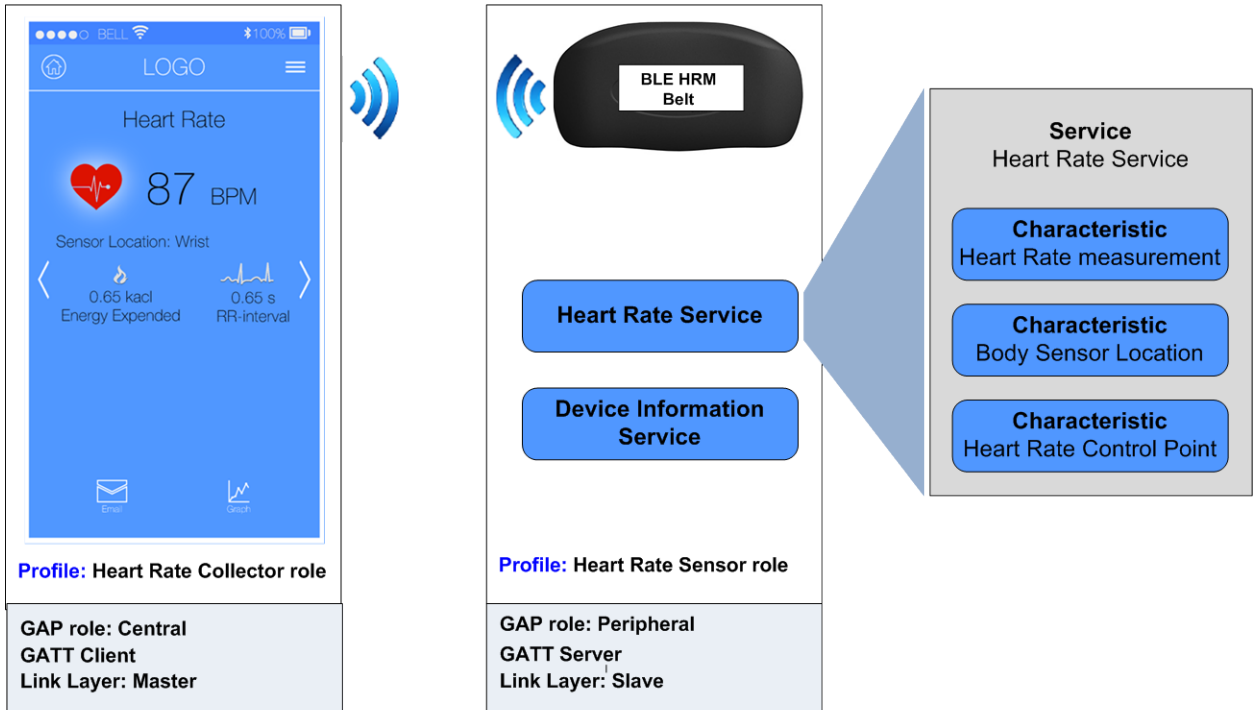 BELL
100%
LOGO
Heart Rate
87 BPM
Sensor Location: Wrist
0.65 kacl
Energy Expended
0.65 s
RR-interval
Email
Graph
Profile: Heart Rate Collector role
GAP role: Central
GATT Client
Link Layer: Master
BLE HRM
Belt
Heart Rate Service
Device Information
Service
Profile: Heart Rate Sensor role
GAP role: Peripheral
GATT Server
Link Layer: Slave
Service
Heart Rate Service
Characteristic
Heart Rate measurement
Characteristic
Body Sensor Location
Characteristic
Heart Rate Control Point